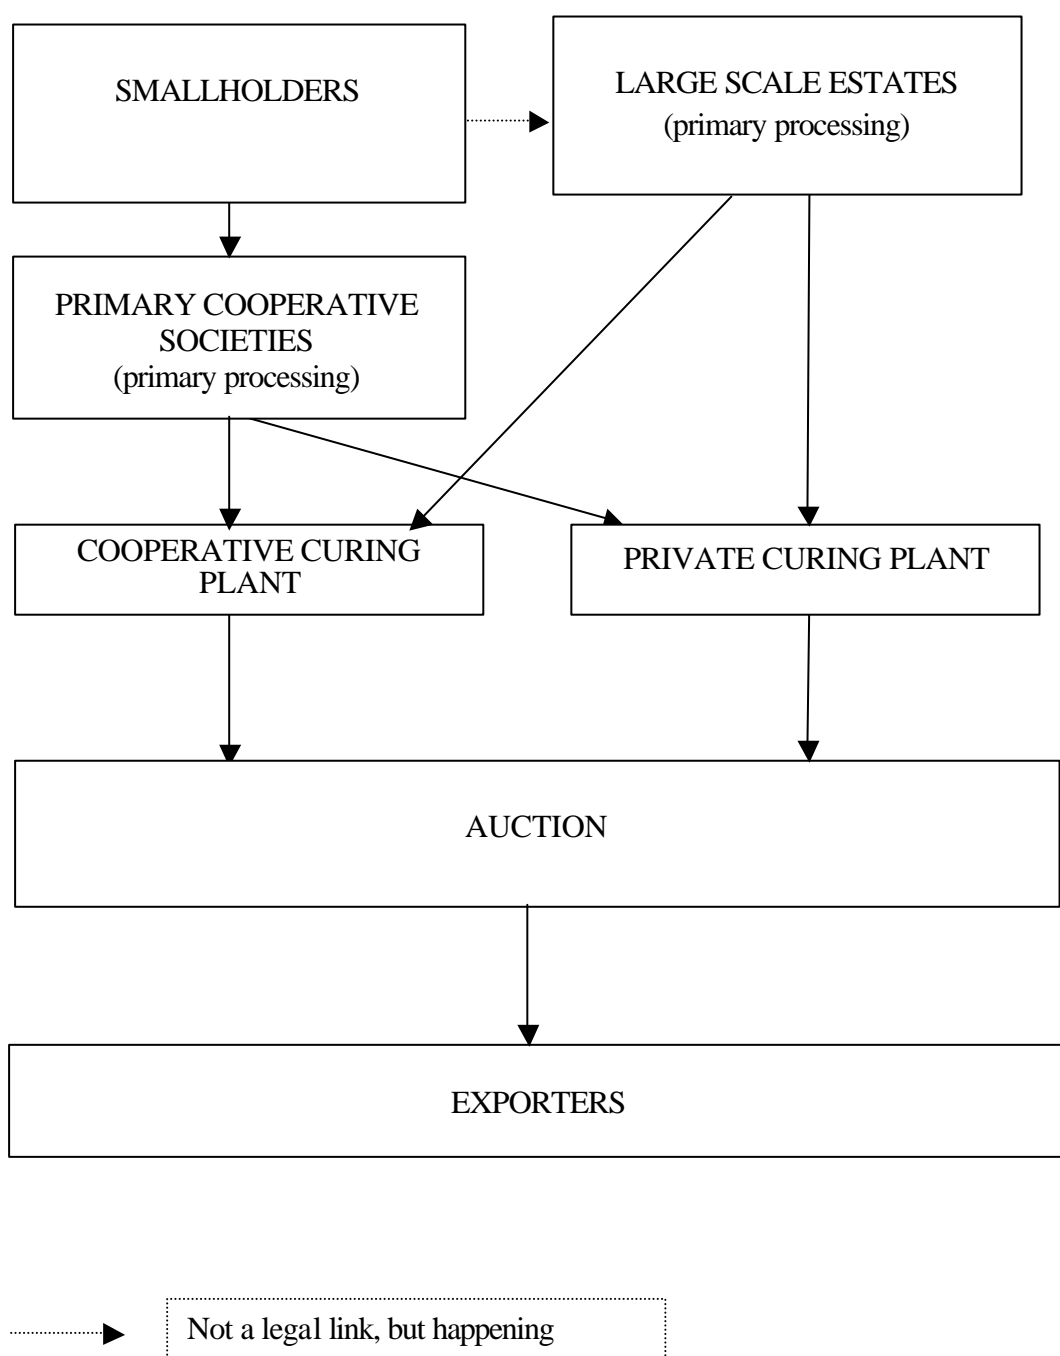 SMALLHOLDERS
LARGE SCALE ESTATES
(primary processing)
PRIMARY COOPERATIVE
SOCIETIES
(primary processing)
COOPERATIVE CURING
PLANT
PRIVATE CURING PLANT
AUCTION
EXPORTERS
Not a legal link, but happening